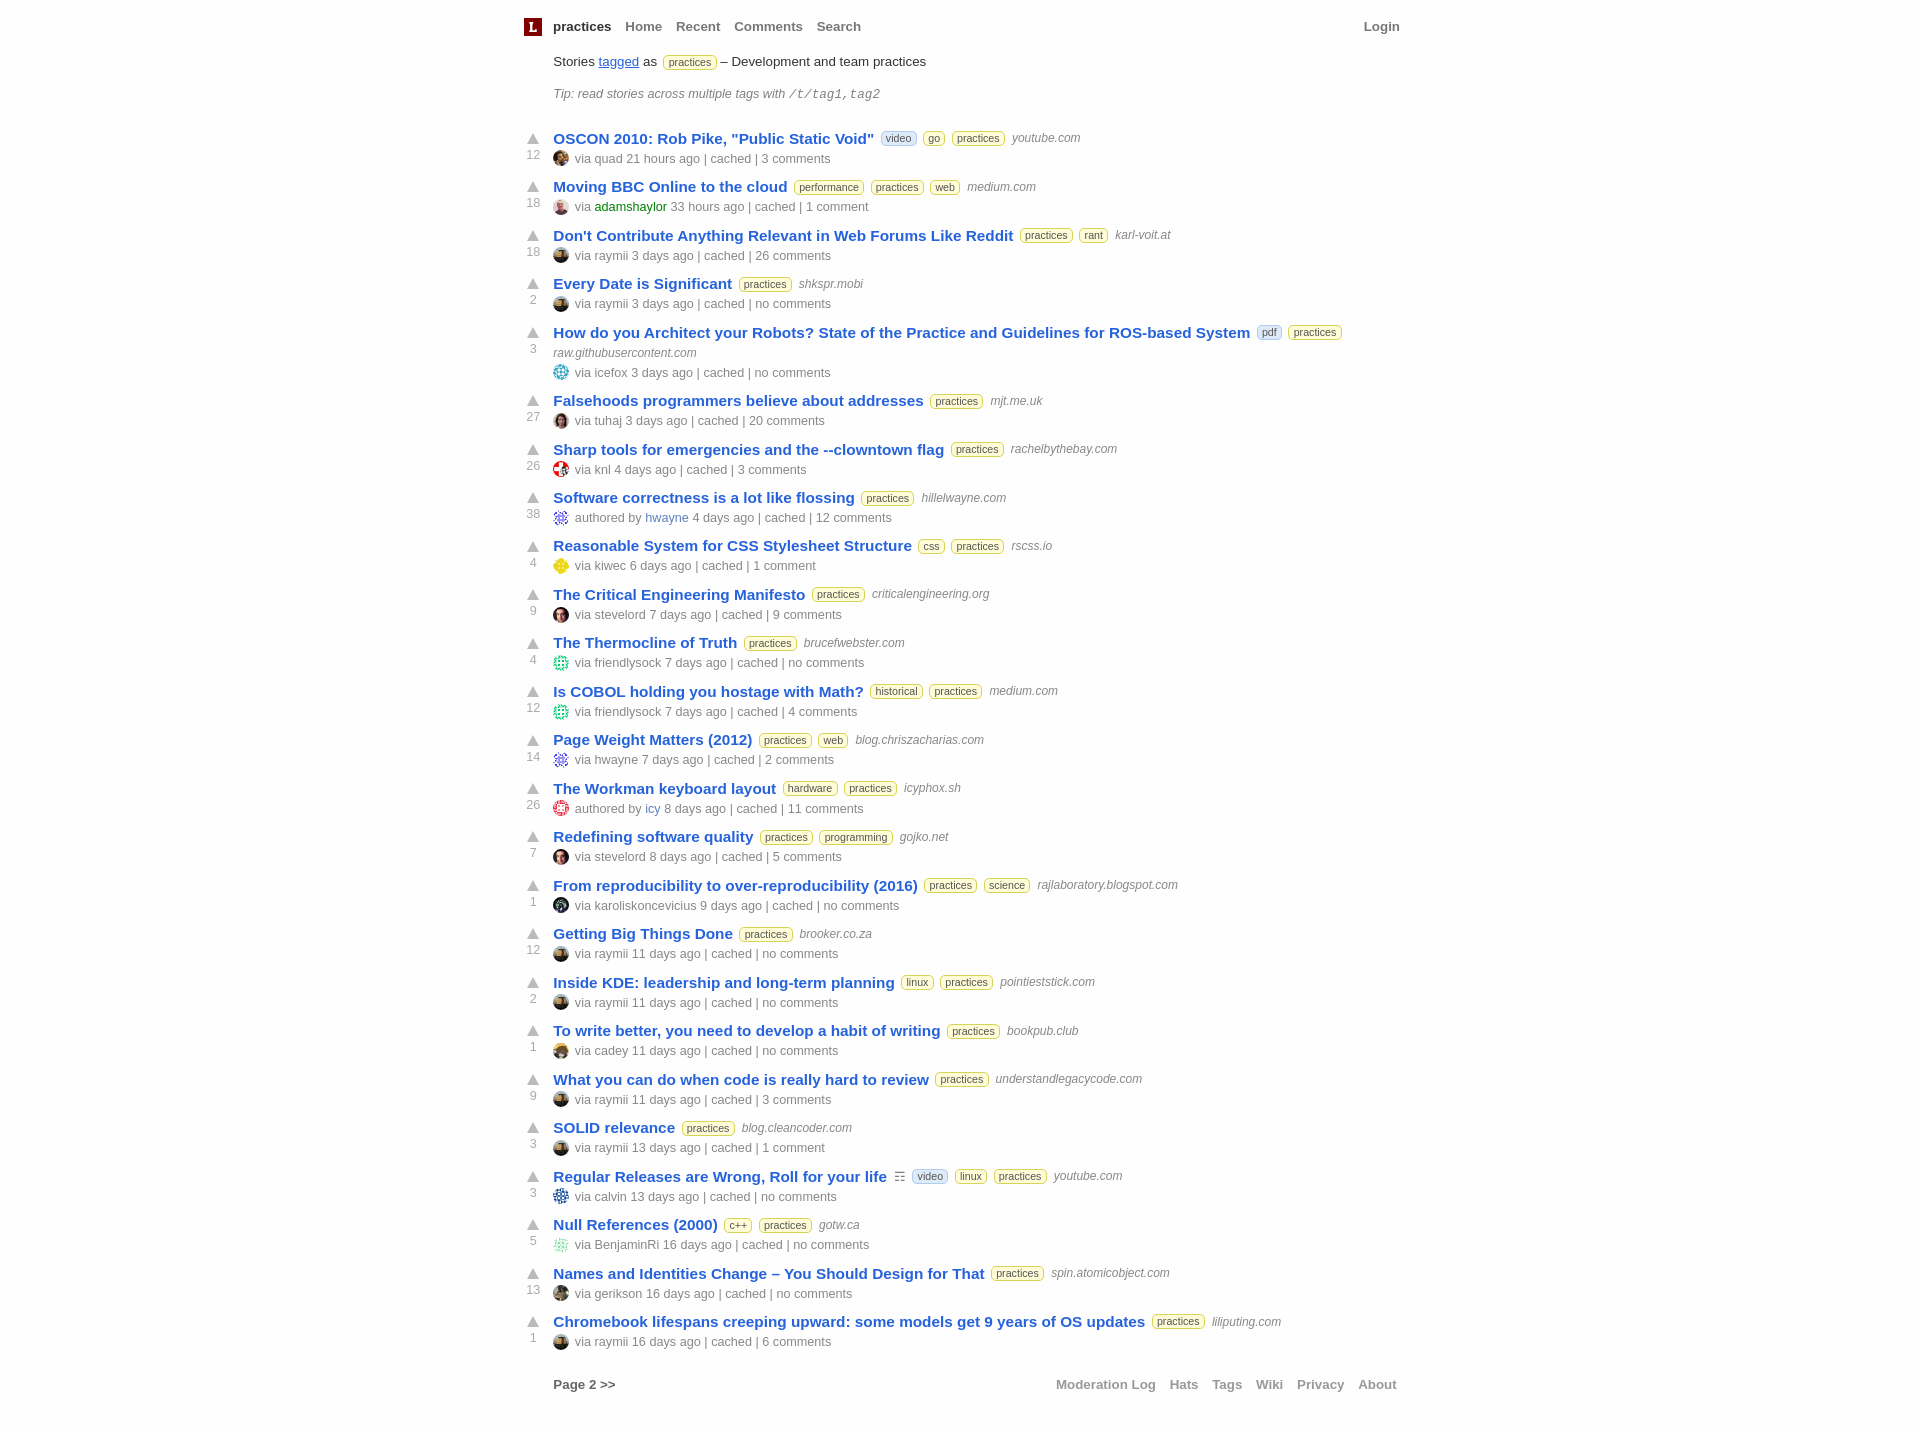 L practices Home Recent Comments Search Login
Stories tagged as practices – Development and team practices
Tip: read stories across multiple tags with /t/tag1,tag2
OSCON 2010: Rob Pike, "Public Static Void" video go practices youtube.com
12 via quad 21 hours ago | cached | 3 comments
Moving BBC Online to the cloud performance practices web medium.com
18 via adamshaylor 33 hours ago | cached | 1 comment
Don't Contribute Anything Relevant in Web Forums Like Reddit practices rant karl-voit.at
18 via raymii 3 days ago | cached | 26 comments
Every Date is Significant practices shkspr.mobi
2 via raymii 3 days ago | cached | no comments
How do you Architect your Robots? State of the Practice and Guidelines for ROS-based System pdf practices
3 raw.githubusercontent.com
via icefox 3 days ago | cached | no comments
Falsehoods programmers believe about addresses practices mjt.me.uk
27 via tuhaj 3 days ago | cached | 20 comments
Sharp tools for emergencies and the --clowntown flag practices rachelbythebay.com
26 via knl 4 days ago | cached | 3 comments
Software correctness is a lot like flossing practices hillelwayne.com
38 authored by hwayne 4 days ago | cached | 12 comments
Reasonable System for CSS Stylesheet Structure css practices rscss.io
4 via kiwec 6 days ago | cached | 1 comment
The Critical Engineering Manifesto practices criticalengineering.org
9 via stevelord 7 days ago | cached | 9 comments
The Thermocline of Truth practices brucefwebster.com
4 via friendlysock 7 days ago | cached | no comments
Is COBOL holding you hostage with Math? historical practices medium.com
12 via friendlysock 7 days ago | cached | 4 comments
Page Weight Matters (2012) practices web blog.chriszacharias.com
14 via hwayne 7 days ago | cached | 2 comments
The Workman keyboard layout hardware practices icyphox.sh
26 authored by icy 8 days ago | cached | 11 comments
Redefining software quality practices programming gojko.net
7 via stevelord 8 days ago | cached | 5 comments
From reproducibility to over-reproducibility (2016) practices science rajlaboratory.blogspot.com
1 via karoliskoncevicius 9 days ago | cached | no comments
Getting Big Things Done practices brooker.co.za
12 via raymii 11 days ago | cached | no comments
Inside KDE: leadership and long-term planning linux practices pointieststick.com
2 via raymii 11 days ago | cached | no comments
To write better, you need to develop a habit of writing practices bookpub.club
1 via cadey 11 days ago | cached | no comments
What you can do when code is really hard to review practices understandlegacycode.com
9 via raymii 11 days ago | cached | 3 comments
SOLID relevance practices blog.cleancoder.com
3 via raymii 13 days ago | cached | 1 comment
Regular Releases are Wrong, Roll for your life ☶ video linux practices youtube.com
3 via calvin 13 days ago | cached | no comments
Null References (2000) c++ practices gotw.ca
5 via BenjaminRi 16 days ago | cached | no comments
Names and Identities Change – You Should Design for That practices spin.atomicobject.com
13 via gerikson 16 days ago | cached | no comments
Chromebook lifespans creeping upward: some models get 9 years of OS updates practices liliputing.com
1 via raymii 16 days ago | cached | 6 comments
Page 2 >> Moderation Log Hats Tags Wiki Privacy About